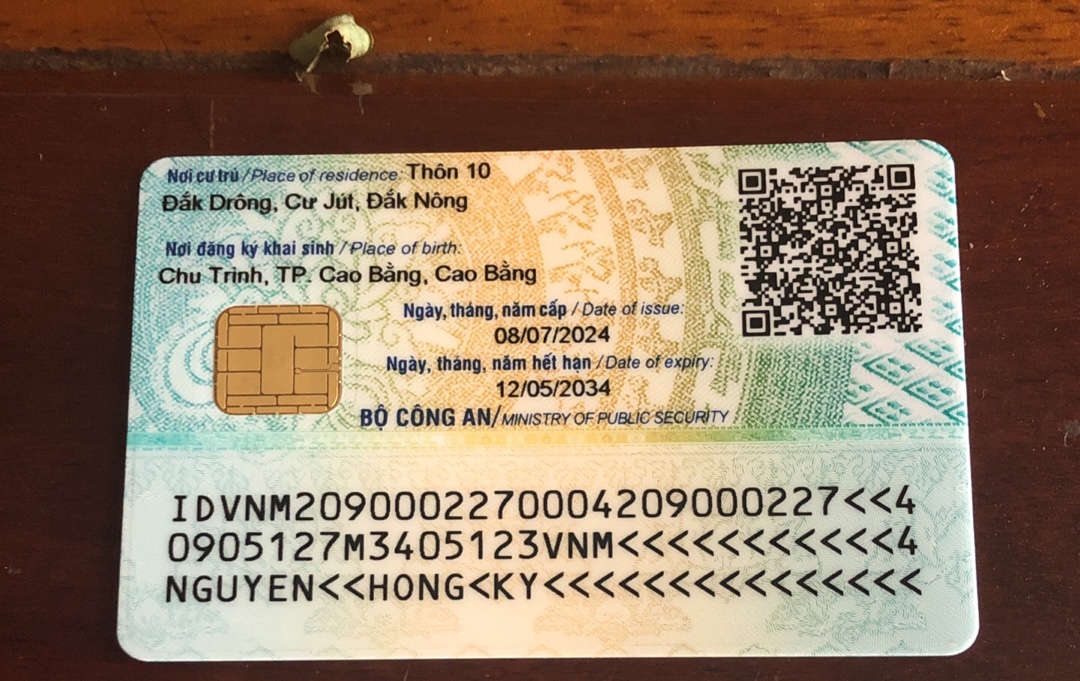 Nơi cư trú / Place of residence: Thôn 10
Đắk Drông, Cư Jút, Đắk Nông
Nơi đăng ký khai sinh / Place of birth:
Chu Trinh, TP. Cao Bằng, Cao Bằng
Ngày, tháng, năm cấp / Date of issue:
08/07/2024
Ngày, tháng, năm hết hạn / Date of expiry:
12/05/2034
BỘ CÔNG AN/MINISTRY OF PUBLIC SECURITY
IDVNM2090002270004209000227<<4
0905127M3405123VNM<<<<<<<<<<<4
NGUYEN<<HONG<KY<<<<<<<<<<<<<<<